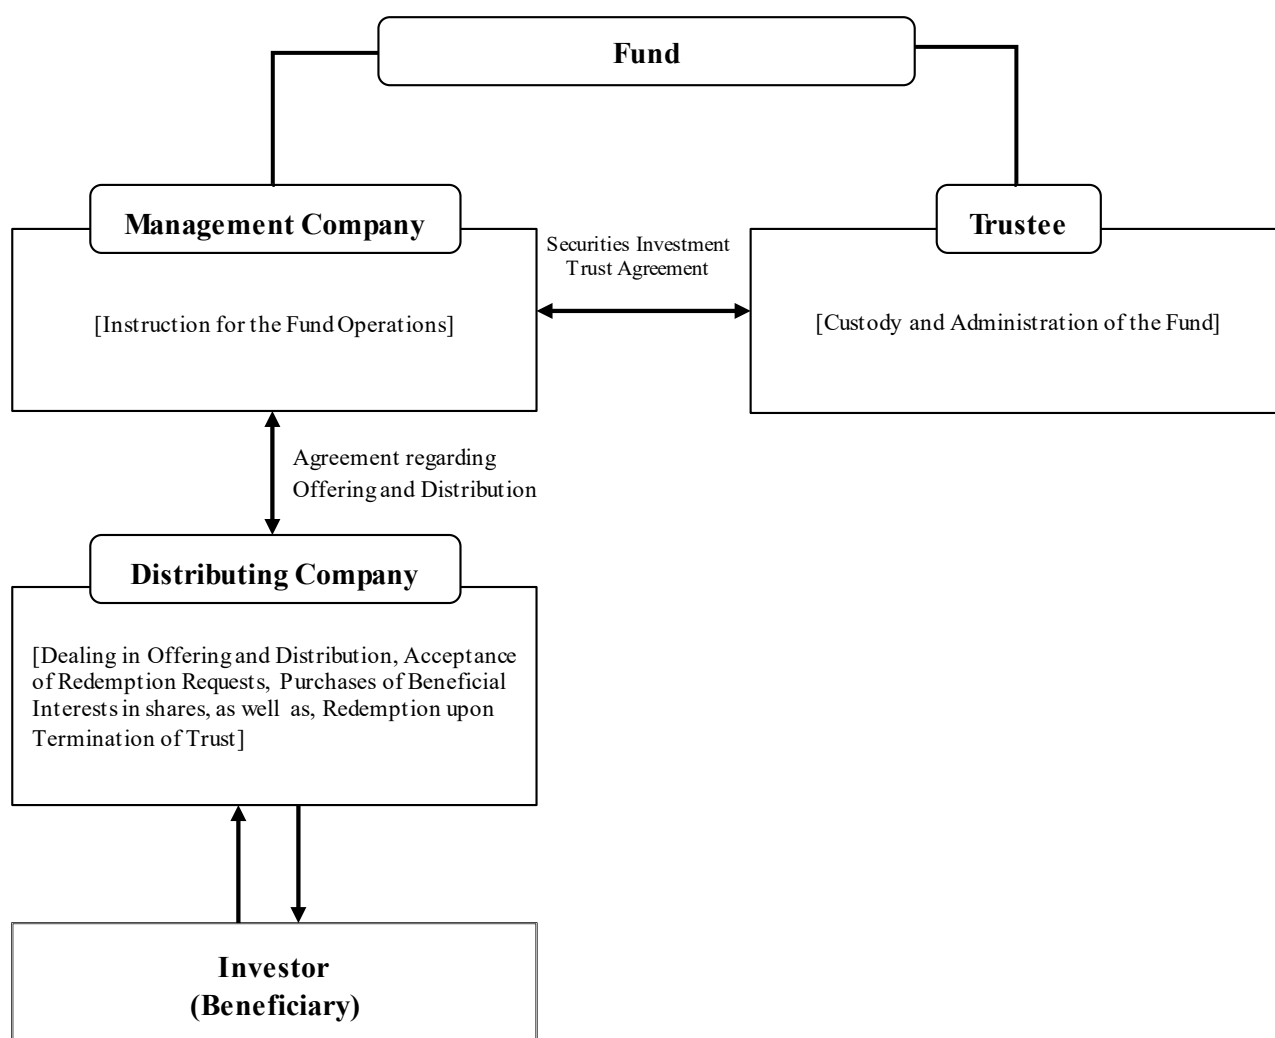 Fund
Management Company
Trustee
Securities Investment
Trust Agreement
[Instruction for the Fund Operations]
[Custody and Administration of the Fund]
Agreement regarding
Offering and Distribution
Distributing Company
[Dealing in Offering and Distribution, Acceptance
of Redemption Requests, Purchases of Beneficial
Interests in shares, as well as, Redemption upon
Termination of Trust]
Investor
(Beneficiary)